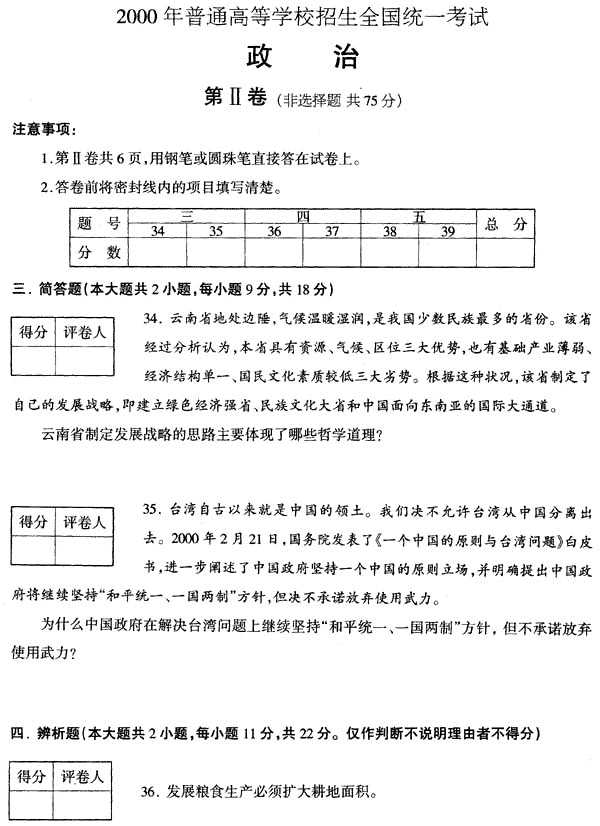 2000 年普通高等学校招生全国统一考试
政 治
第Ⅱ卷 (非选择题 共 75 分)
注意事项：
1.第Ⅱ卷共 6 页,用钢笔或圆珠笔直接答在试卷上。
2.答卷前将密封线内的项目填写清楚。
题 号 三 四 五 总 分
34 35 36 37 38 39
分 数
三．简答题(本大题共 2 小题,每小题 9 分,共 18 分)
得分 评卷人
34. 云南省地处边陲,气候温暖湿润,是我国少数民族最多的省份。该省
经过分析认为,本省具有资源、气候、区位三大优势,也有基础产业薄弱、
经济结构单一、国民文化素质较低三大劣势。根据这种状况,该省制定了
自己的发展战略,即建立绿色经济强省、民族文化大省和中国面向东南亚的国际大通道。
云南省制定发展战略的思路主要体现了哪些哲学道理?
得分 评卷人
35. 台湾自古以来就是中国的领土。我们决不允许台湾从中国分离出
去。2000 年 2 月 21 日,国务院发表了《一个中国的原则与台湾问题》白皮
书,进一步阐述了中国政府坚持一个中国的原则立场,并明确提出中国政
府将继续坚持“和平统一、一国两制”方针,但决不承诺放弃使用武力。
为什么中国政府在解决台湾问题上继续坚持“和平统一、一国两制”方针，但不承诺放弃
使用武力?
四．辨析题(本大题共 2 小题,每小题 11 分,共 22 分。仅作判断不说明理由者不得分)
得分 评卷人
36. 发展粮食生产必须扩大耕地面积。